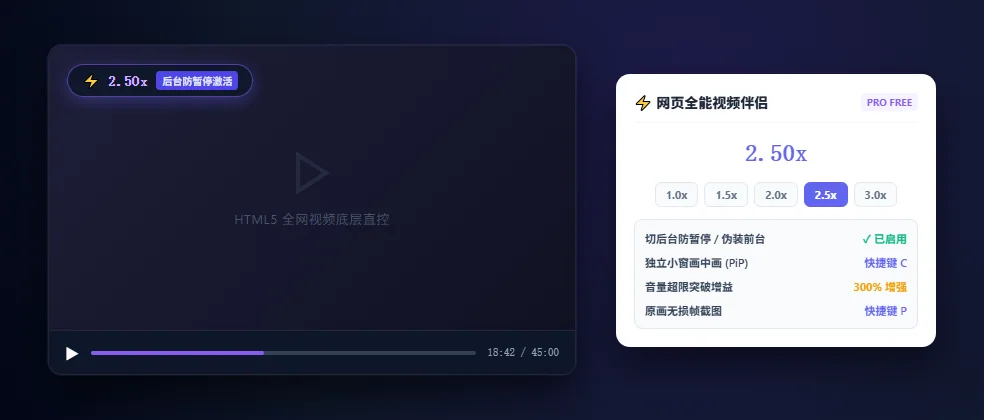 ⚡ 2.50x 后台防暂停激活
HTML5 全网视频底层直控
18:42 / 45:00
⚡ 网页全能视频伴侣 PRO FREE
2.50x
1.0x 1.5x 2.0x 2.5x 3.0x
切后台防暂停 / 伪装前台 ✓ 已启用
独立小窗画中画 (PiP) 快捷键 C
音量超限突破增益 300% 增强
原画无损帧截图 快捷键 P